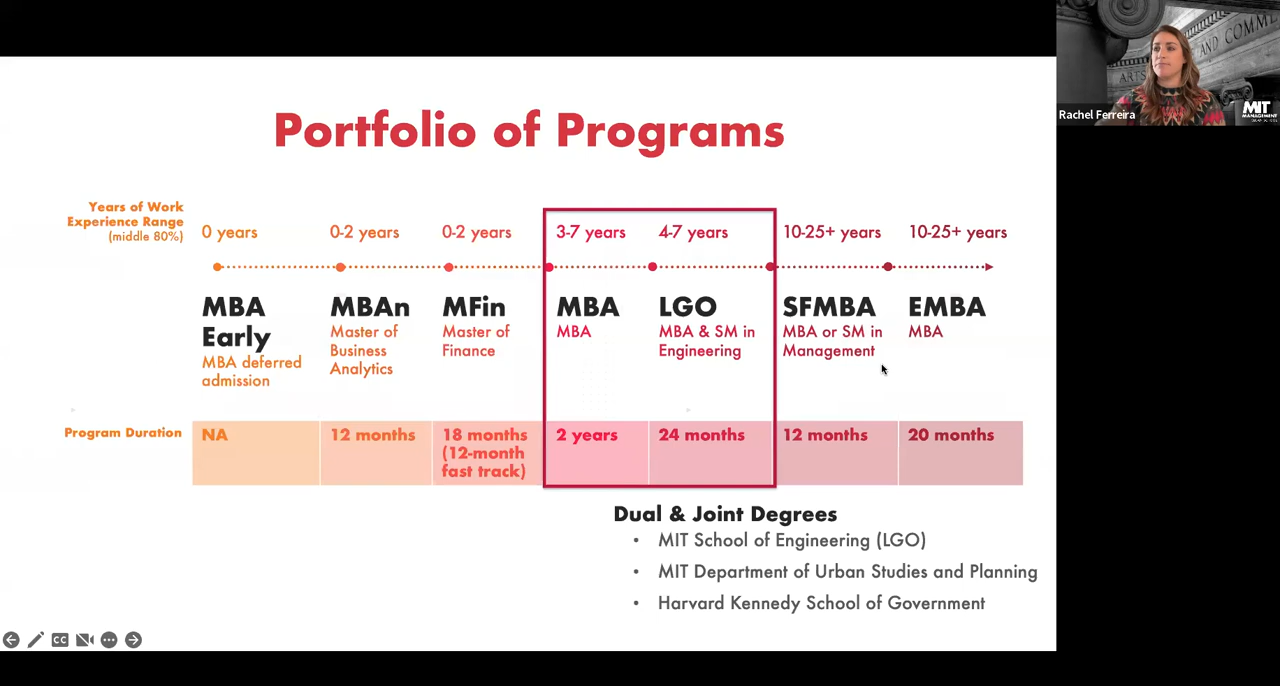 Portfolio of Programs
Years of Work
Experience Range
(middle 80%)
0 years
0-2 years
0-2 years
3-7 years
4-7 years
10-25+ years
10-25+ years
MBA
Early
MBA deferred
admission
MBAn
Master of
Business
Analytics
MFin
Master of
Finance
MBA
MBA
LGO
MBA & SM in
Engineering
SFMBA
MBA or SM in
Management
EMBA
MBA
Program Duration
NA
12 months
18 months
(12-month
fast track)
2 years
24 months
12 months
20 months
Dual & Joint Degrees
• MIT School of Engineering (LGO)
• MIT Department of Urban Studies and Planning
• Harvard Kennedy School of Government
CC
AND COMME
ARTS
Rachel Ferreira
MIT
MANAGEMENT